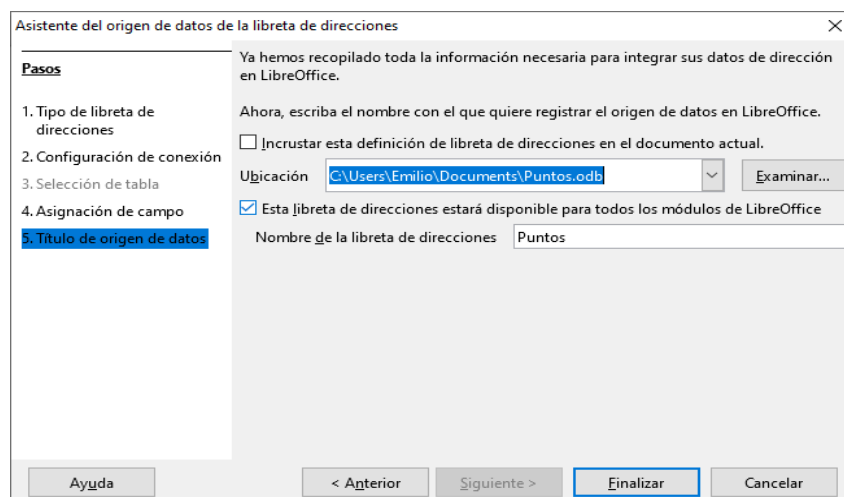 Asistente del origen de datos de la libreta de direcciones
Pasos
1. Tipo de libreta de
direcciones
2. Configuración de conexión
3. Selección de tabla
4. Asignación de campo
5. Título de origen de datos
Ya hemos recopilado toda la información necesaria para integrar sus datos de dirección
en LibreOffice.
Ahora, escriba el nombre con el que quiere registrar el origen de datos en LibreOffice.
Incrustar esta definición de libreta de direcciones en el documento actual.
Ubicación C:\Users\Emilio\Documents\Puntos.odb Examinar...
Esta libreta de direcciones estará disponible para todos los módulos de LibreOffice
Nombre de la libreta de direcciones Puntos
Ayuda < Anterior Siguiente > Finalizar Cancelar